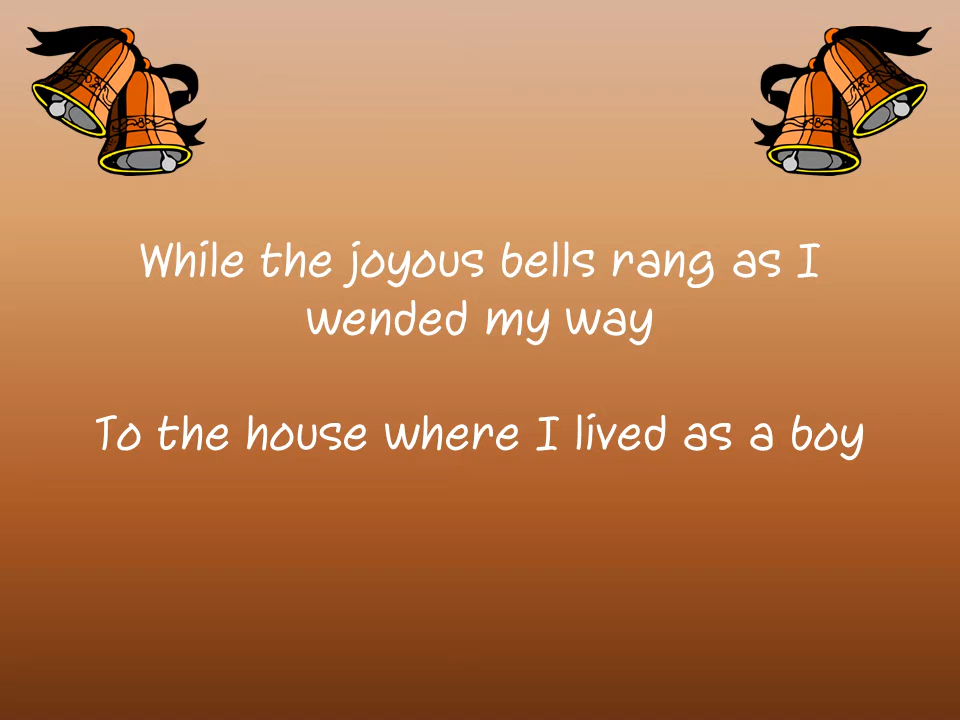 While the joyous bells rang as I
wended my way
To the house where I lived as a boy